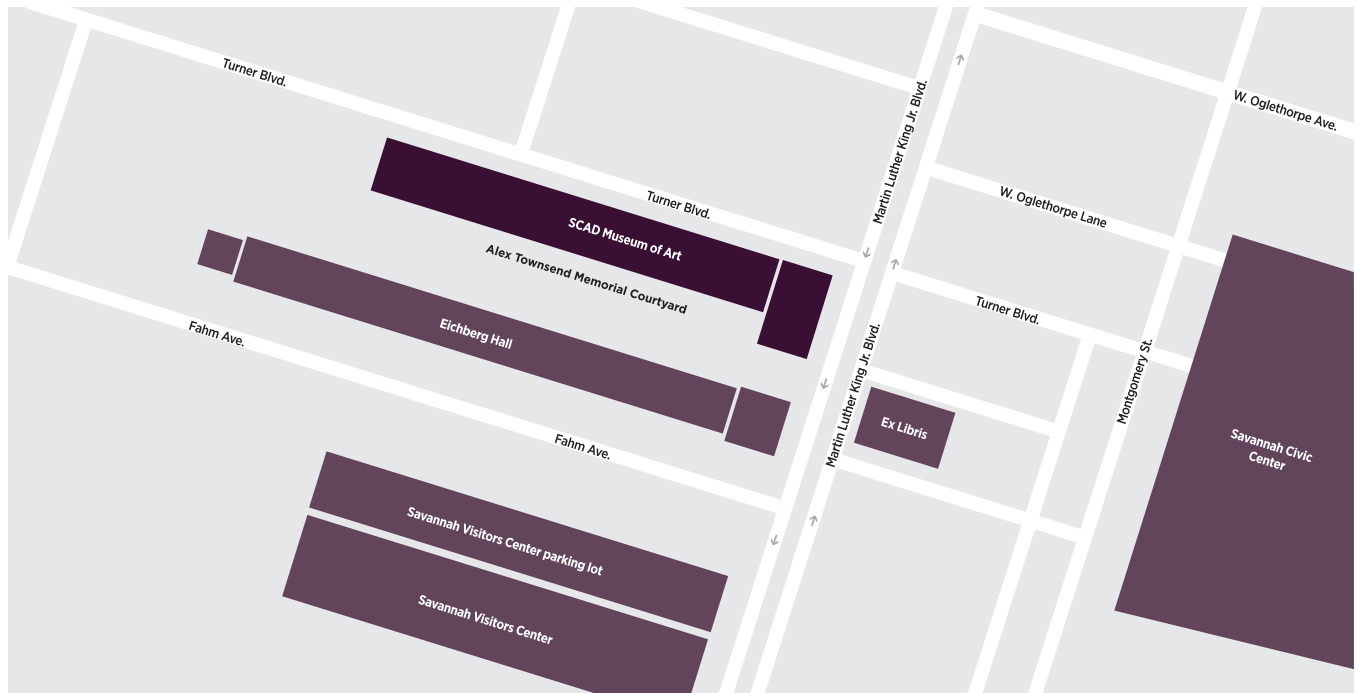 Turner Blvd.
W. Oglethorpe Ave.
Martin Luther King Jr. Blvd.
Turner Blvd.
W. Oglethorpe Lane
SCAD Museum of Art
Alex Townsend Memorial Courtyard
Turner Blvd.
Eichberg Hall
Fahm Ave.
Martin Luther King Jr. Blvd.
Montgomery St.
Ex Libris
Savannah Civic
Center
Fahm Ave.
Savannah Visitors Center parking lot
Savannah Visitors Center